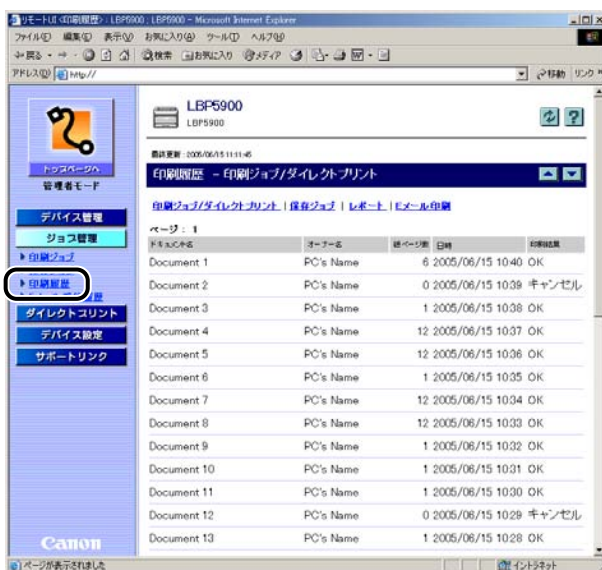 リモートUI <印刷履歴> : LBP5900 ; LBP5900 - Microsoft Internet Explorer
ファイル(F) 編集(E) 表示(V) お気に入り(A) ツール(T) ヘルプ(H)
戻る 検索 お気に入り メディア
アドレス(D) http:// 移動 リンク
LBP5900
LBP5900
最終更新 : 2005/06/15 11:11:45
トップページへ
管理者モード
印刷履歴 - 印刷ジョブ/ダイレクトプリント
印刷ジョブ/ダイレクトプリント | 保存ジョブ | レポート | Eメール印刷
デバイス管理
ジョブ管理
印刷ジョブ
印刷履歴
ダイレクトプリント
デバイス設定
サポートリンク
ページ : 1
ドキュメント名 オーナー名 総ページ数 日時 印刷結果
Document 1 PC's Name 6 2005/06/15 10:40 OK
Document 2 PC's Name 0 2005/06/15 10:39 キャンセル
Document 3 PC's Name 1 2005/06/15 10:38 OK
Document 4 PC's Name 12 2005/06/15 10:37 OK
Document 5 PC's Name 12 2005/06/15 10:36 OK
Document 6 PC's Name 1 2005/06/15 10:35 OK
Document 7 PC's Name 12 2005/06/15 10:34 OK
Document 8 PC's Name 12 2005/06/15 10:33 OK
Document 9 PC's Name 1 2005/06/15 10:32 OK
Document 10 PC's Name 1 2005/06/15 10:31 OK
Document 11 PC's Name 1 2005/06/15 10:30 OK
Document 12 PC's Name 0 2005/06/15 10:29 キャンセル
Document 13 PC's Name 1 2005/06/15 10:28 OK
Canon
ページが表示されました
イントラネット